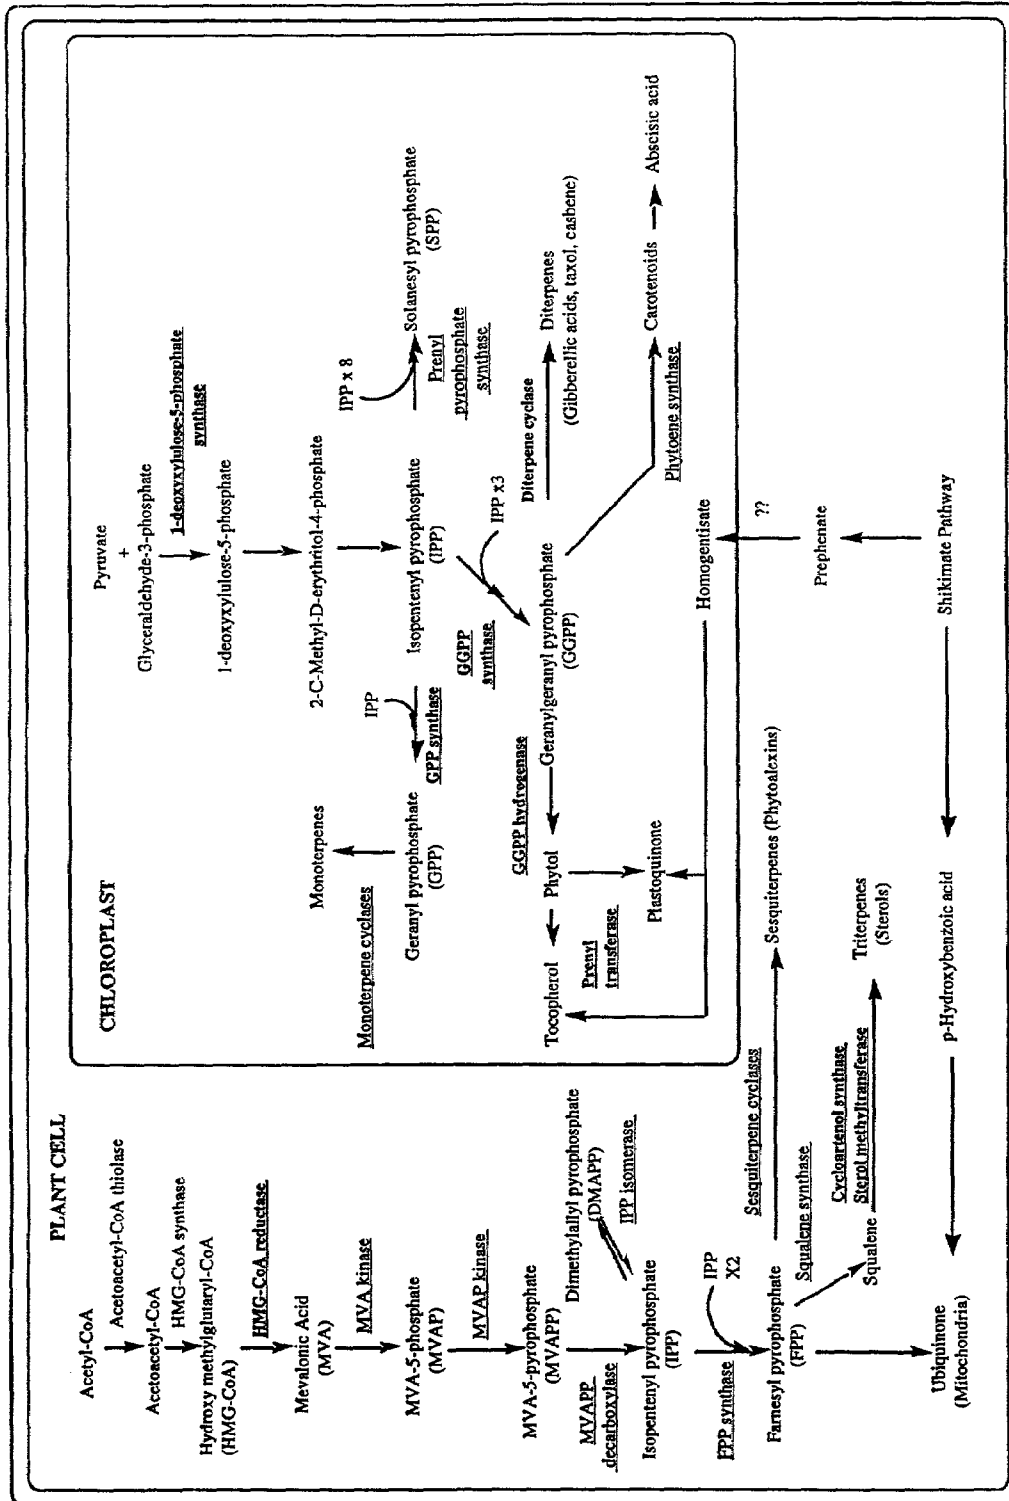 PLANT CELL
Acetyl-CoA
Acetoacetyl-CoA thiolase
Acetoacetyl-CoA
HMG-CoA synthase
Hydroxy methylglutaryl-CoA
(HMG-CoA)
HMG-CoA reductase
Mevalonic Acid
(MVA)
MVA kinase
MVA-5-phosphate
(MVAP)
MVAP kinase
MVA-5-pyrophosphate
(MVAPP)
MVAPP
decarboxylase
Dimethylallyl pyrophosphate
(DMAPP)
IPP isomerase
Isopentenyl pyrophosphate
(IPP)
FPP synthase
IPP
X2
Farnesyl pyrophosphate
(FPP)
Sesquiterpene cyclases
Sesquiterpenes (Phytoalexins)
Squalene synthase
Squalene
Cycloartenol synthase
Sterol methyltransferase
Triterpenes
(Sterols)
Ubiquinone
(Mitochondria)
p-Hydroxybenzoic acid
Shikimate Pathway
Prephenate
??
CHLOROPLAST
Pyruvate
+
Glyceraldehyde-3-phosphate
1-deoxyxylulose-5-phosphate
synthase
1-deoxyxylulose-5-phosphate
2-C-Methyl-D-erythritol-4-phosphate
Monoterpenes
Monoterpene cyclases
Geranyl pyrophosphate
(GPP)
IPP
GPP synthase
Isopentenyl pyrophosphate
(IPP)
IPP x 8
Prenyl
pyrophosphate
synthase
Solanesyl pyrophosphate
(SPP)
GGPP
synthase
IPP x3
Geranylgeranyl pyrophosphate
(GGPP)
Diterpene cyclase
Diterpenes
(Gibberellic acids, taxol, casbene)
GGPP hydrogenase
Phytol
Prenyl
transferase
Tocopherol
Plastoquinone
Phytoene synthase
Carotenoids
Abscisic acid
Homogentisate